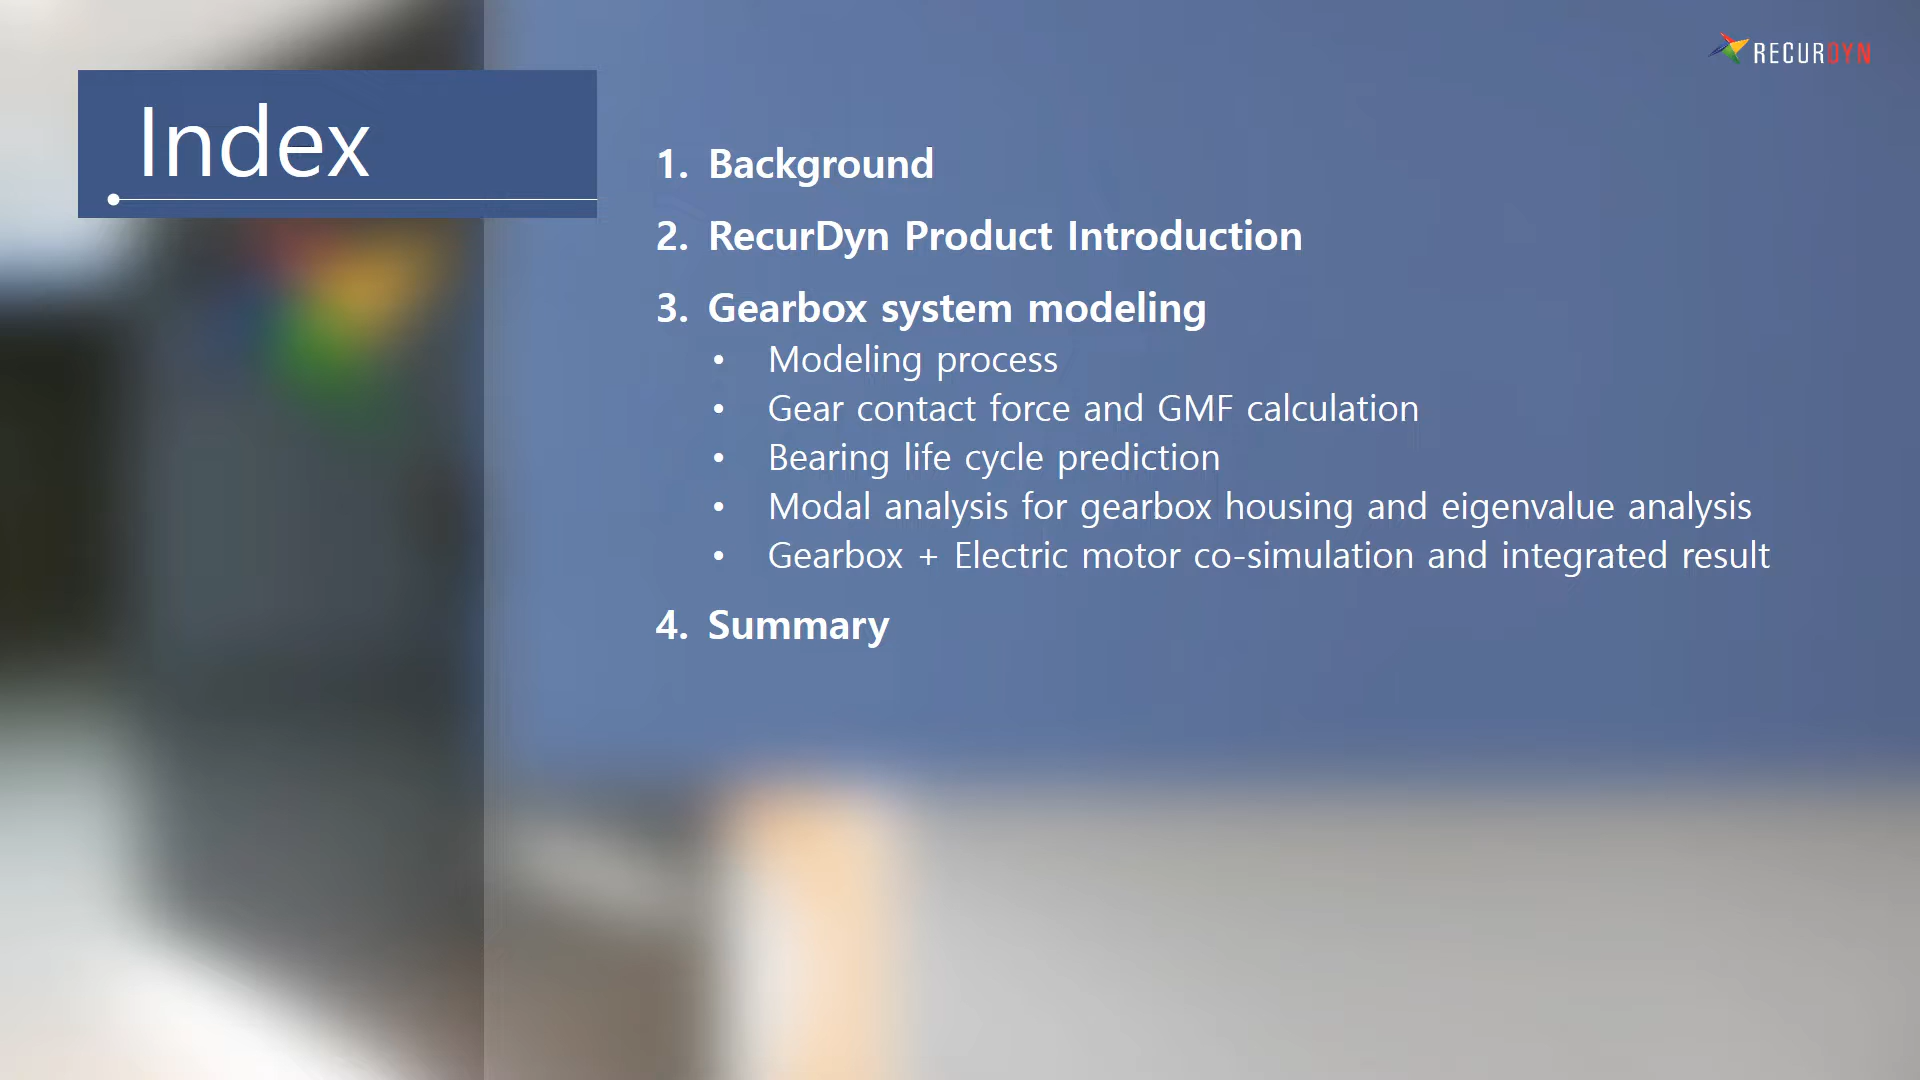 RECURDYN
Index
1. Background
2. RecurDyn Product Introduction
3. Gearbox system modeling
• Modeling process
• Gear contact force and GMF calculation
• Bearing life cycle prediction
• Modal analysis for gearbox housing and eigenvalue analysis
• Gearbox + Electric motor co-simulation and integrated result
4. Summary